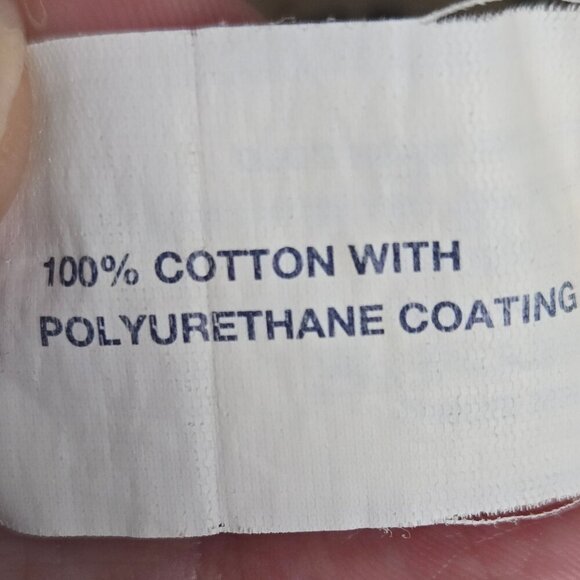 100% COTTON WITH
POLYURETHANE COATING